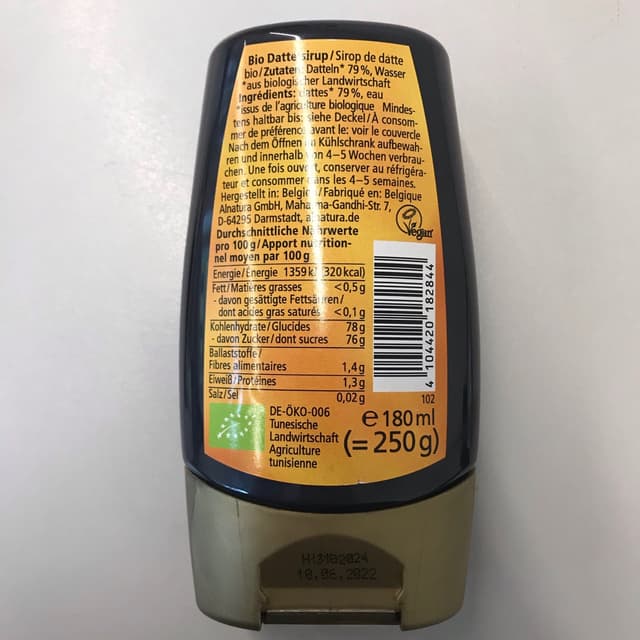 Bio Dattelsirup/Sirop de datte
bio/Zutaten: Datteln* 79%, Wasser
*aus biologischer Landwirtschaft
Ingrédients: dattes* 79%, eau
*issus de l'agriculture biologique Mindes-
tens haltbar bis: siehe Deckel/À consom-
mer de préférence avant le: voir le couvercle
Nach dem Öffnen im Kühlschrank aufbewah-
ren und innerhalb von 4–5 Wochen verbrau-
chen. Une fois ouvert, conserver au réfrigéra-
teur et consommer dans les 4–5 semaines.
Hergestellt in: Belgien/Fabriqué en: Belgique
Alnatura GmbH, Mahatma-Gandhi-Str. 7,
D-64295 Darmstadt, alnatura.de
Vegan
Durchschnittliche Nährwerte
pro 100g/Apport nutrition-
nel moyen par 100g
Energie/Énergie 1359 kJ (320 kcal)
Fett/Matières grasses <0,5 g
- davon gesättigte Fettsäuren/
dont acides gras saturés <0,1 g
Kohlenhydrate/Glucides 78 g
- davon Zucker/dont sucres 76 g
Ballaststoffe/
Fibres alimentaires 1,4 g
Eiweiß/Protéines 1,3 g
Salz/Sel 0,02 g
4 104420 182844
102
DE-ÖKO-006
Tunesische
Landwirtschaft
Agriculture
tunisienne
e 180 ml
(= 250 g)
10.06.2022